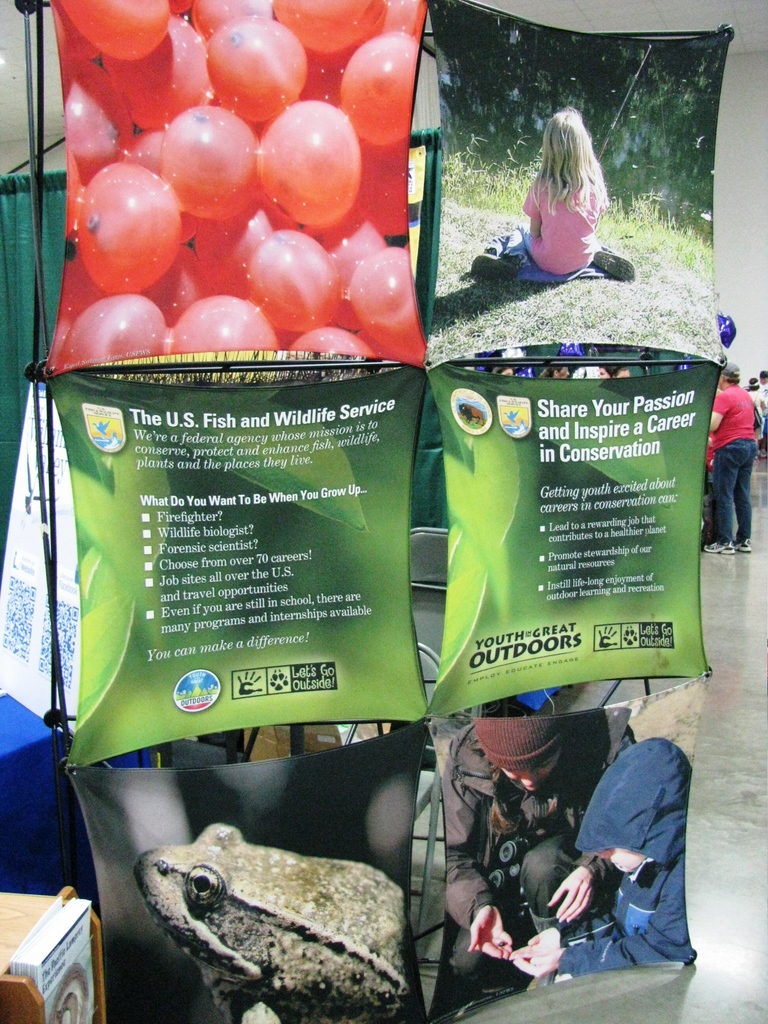 The U.S. Fish and Wildlife Service
We're a federal agency whose mission is to
conserve, protect and enhance fish, wildlife,
plants and the places they live.
What Do You Want To Be When You Grow Up...
Firefighter?
Wildlife biologist?
Forensic scientist?
Choose from over 70 careers!
Job sites all over the U.S.
and travel opportunities
Even if you are still in school, there are
many programs and internships available
You can make a difference!
OUTDOORS
Let's Go
Outside!
Share Your Passion
and Inspire a Career
in Conservation
Getting youth excited about
careers in conservation can:
Lead to a rewarding job that
contributes to a healthier planet
Promote stewardship of our
natural resources
Instill life-long enjoyment of
outdoor learning and recreation
YOUTH IN THE GREAT
OUTDOORS
EMPLOY EDUCATE ENGAGE
Let's Go
Outside!